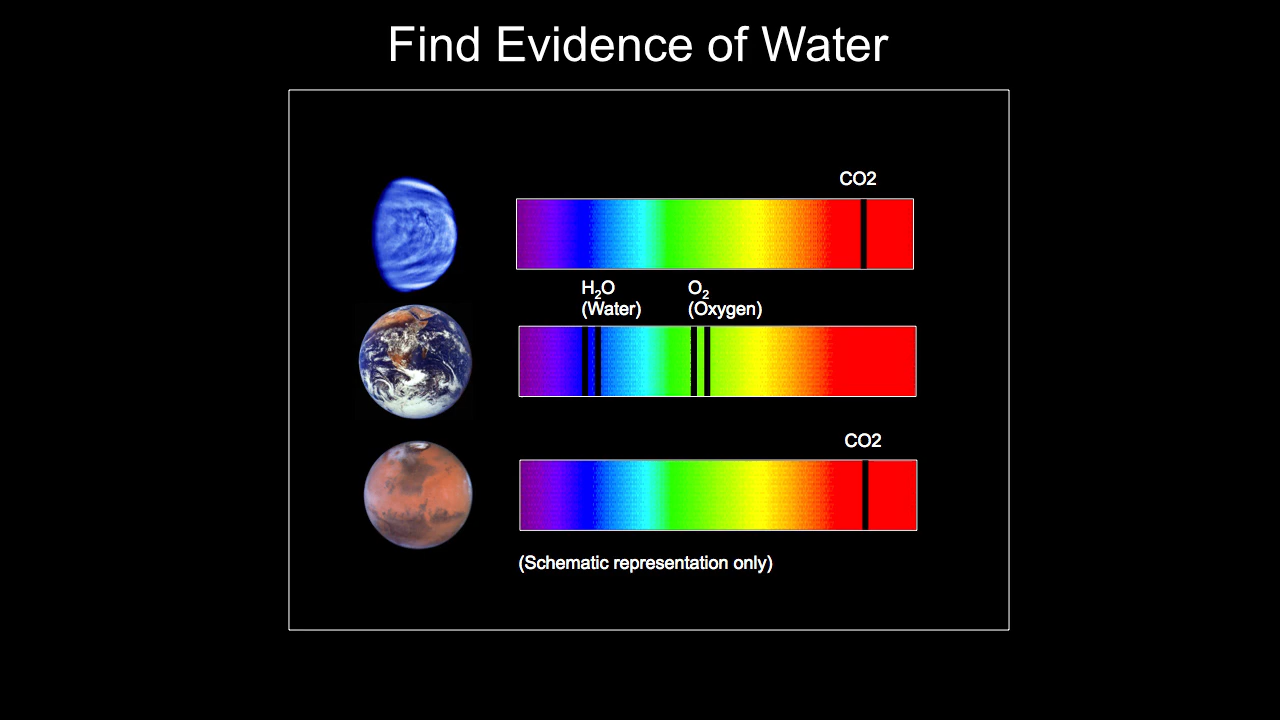 Find Evidence of Water
CO2
H₂O
(Water)
O₂
(Oxygen)
CO2
(Schematic representation only)